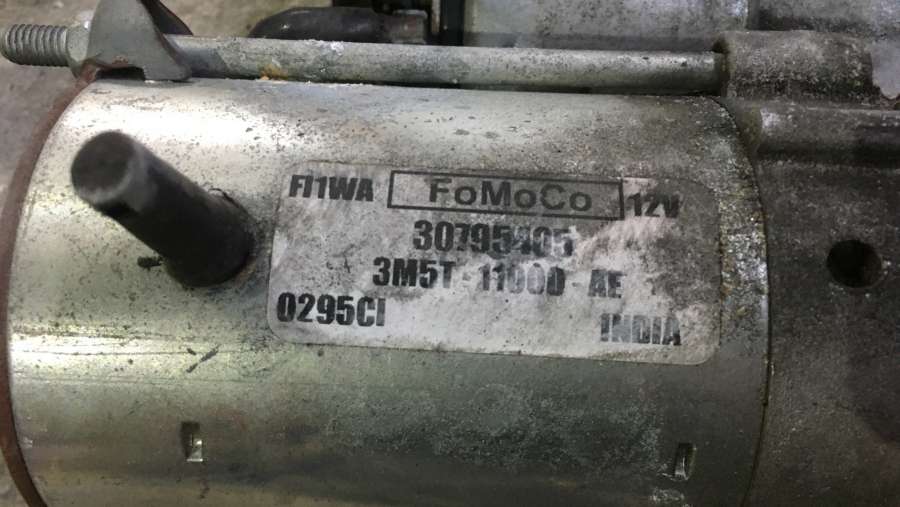 FI1WA FoMoCo 12V
30795405
3M5T-11000-AE
0295CI INDIA